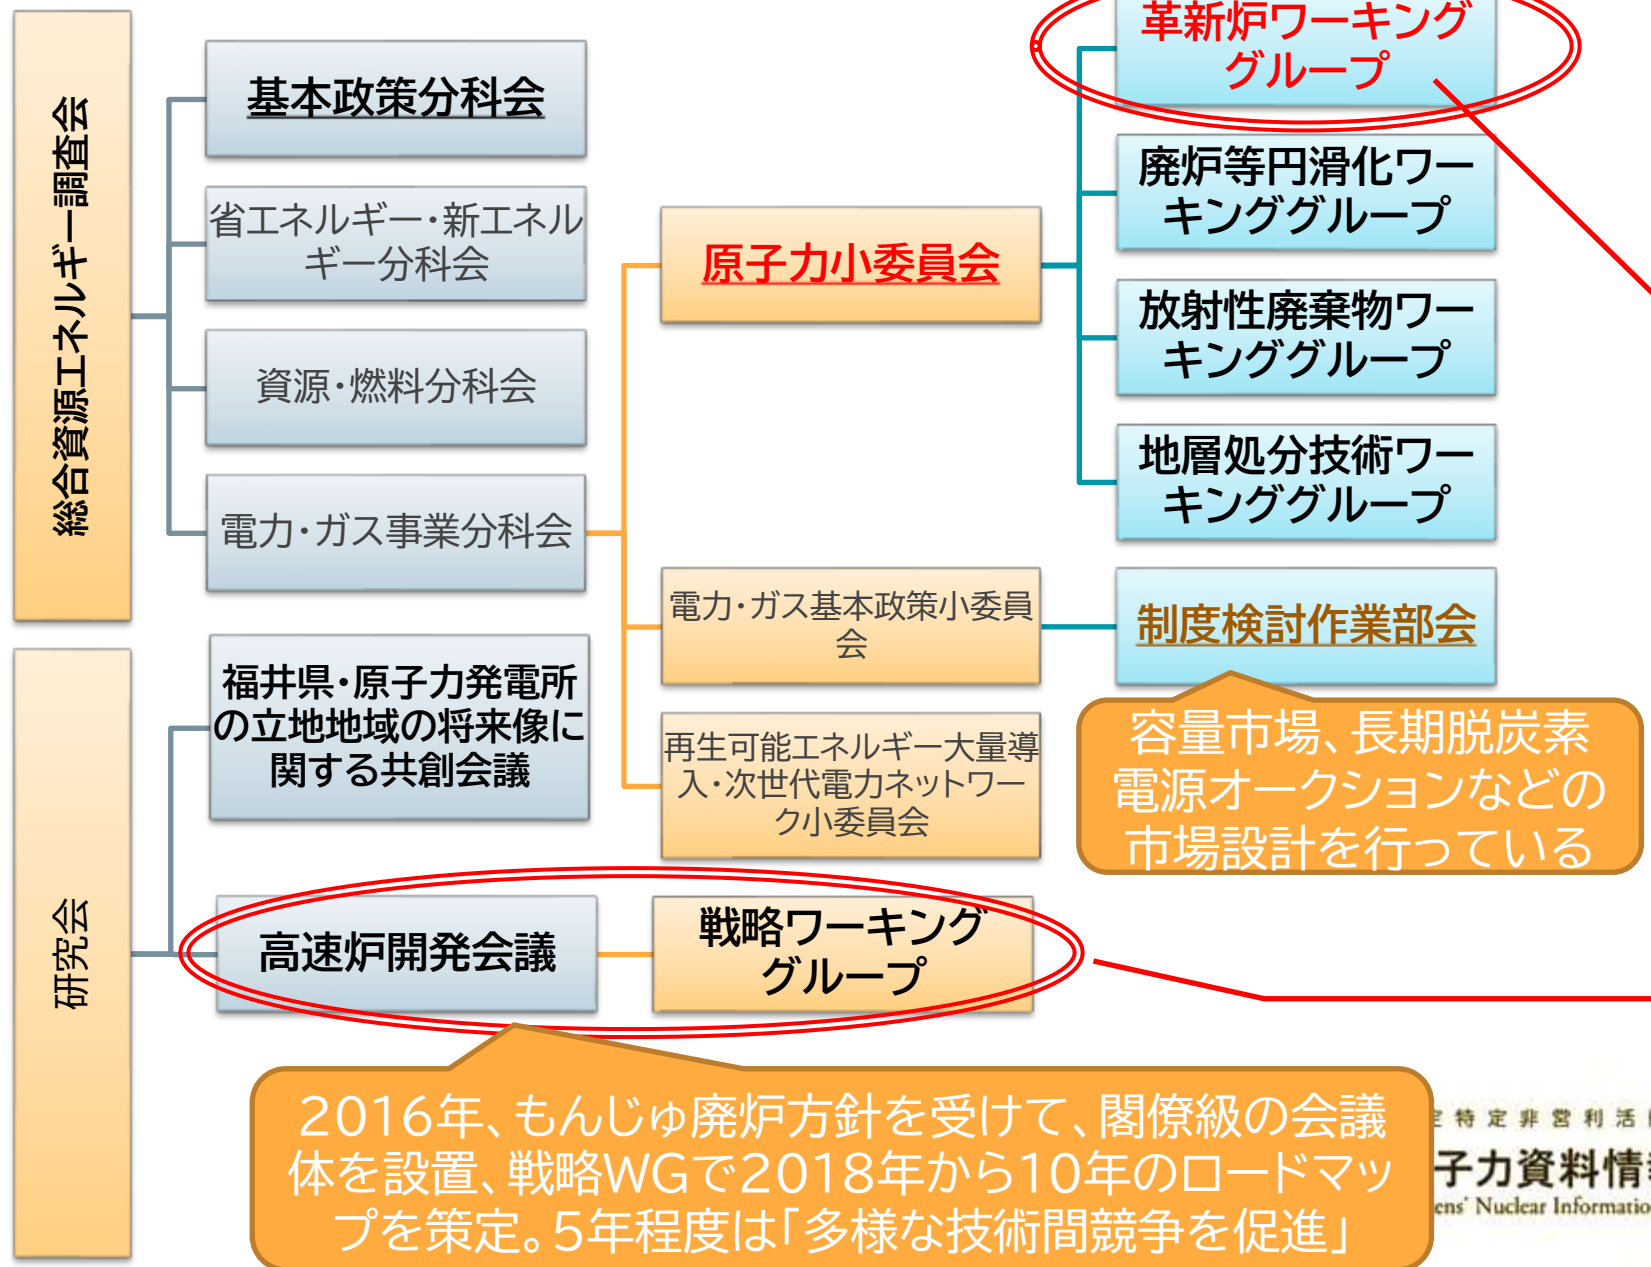 総合資源エネルギー調査会
基本政策分科会
省エネルギー・新エネル
ギー分科会
資源・燃料分科会
電力・ガス事業分科会
原子力小委員会
革新炉ワーキング
グループ
廃炉等円滑化ワー
キンググループ
放射性廃棄物ワー
キンググループ
地層処分技術ワー
キンググループ
電力・ガス基本政策小委員
会
制度検討作業部会
容量市場、長期脱炭素
電源オークションなどの
市場設計を行っている
再生可能エネルギー大量導
入・次世代電力ネットワー
ク小委員会
研究会
福井県・原子力発電所
の立地地域の将来像に
関する共創会議
高速炉開発会議
戦略ワーキング
グループ
2016年、もんじゅ廃炉方針を受けて、閣僚級の会議
体を設置、戦略WGで2018年から10年のロードマッ
プを策定。5年程度は「多様な技術間競争を促進」
特定非営利活
子力資料情
ens' Nuclear Informatio